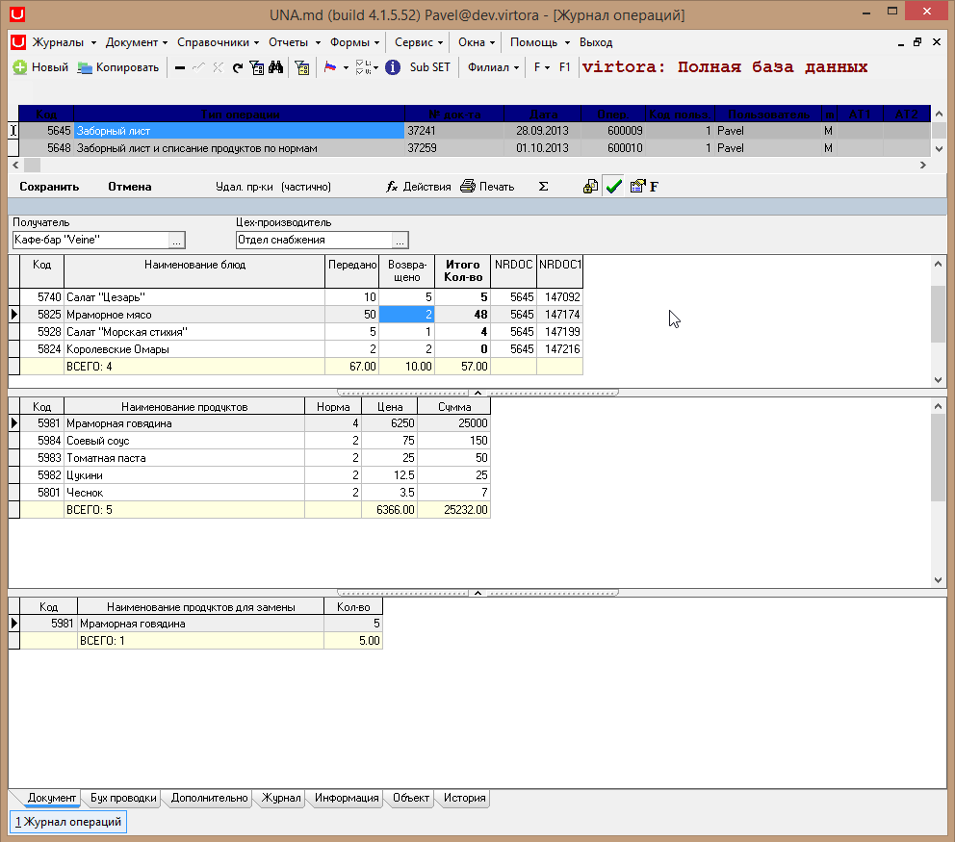 UNA.md (build 4.1.5.52) Pavel@dev.virtora - [Журнал операций]
Журналы Документ Справочники Отчеты Формы Сервис Окна Помощь Выход
Новый Копировать Sub SET Филиал F F1 virtora: Полная база данных
Код Тип операции № док-та Дата Опер. Пользователь АТ1 АТ2
5645 Заборный лист 37241 28.09.2013 600009 1 Pavel M
5648 Заборный лист и списание продуктов по нормам 37259 01.10.2013 600010 1 Pavel M
Сохранить Отмена Удал. пр-ки (частично) fx Действия Печать Σ F
Получатель Цех-производитель
Кафе-бар "Veine" ... Отдел снабжения ...
Код Наименование блюд Передано Возвра- Итого NRDOC NRDOC1
щено Кол-во
5740 Салат "Цезарь" 10 5 5 5645 147092
5825 Мраморное мясо 50 2 48 5645 147174
5928 Салат "Морская стихия" 5 1 4 5645 147199
5824 Королевские Омары 2 2 0 5645 147216
ВСЕГО: 4 67.00 10.00 57.00
Код Наименование продуктов Норма Цена Сумма
5981 Мраморная говядина 4 6250 25000
5984 Соевый соус 2 75 150
5983 Томатная паста 2 25 50
5982 Цукини 2 12.5 25
5801 Чеснок 2 3.5 7
ВСЕГО: 5 6366.00 25232.00
Код Наименование продуктов для замены Кол-во
5981 Мраморная говядина 5
ВСЕГО: 1 5.00
Документ Бух проводки Дополнительно Журнал Информация Объект История
1 Журнал операций